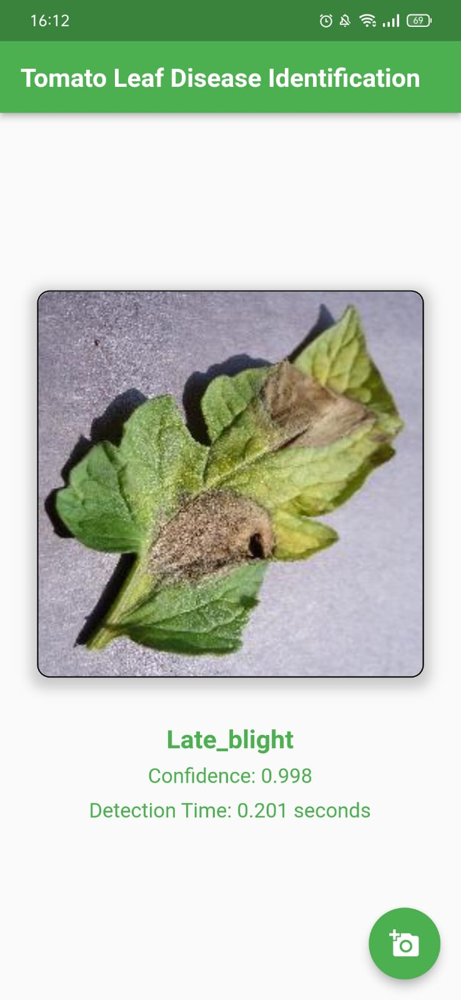 16:12
69
Tomato Leaf Disease Identification
Late_blight
Confidence: 0.998
Detection Time: 0.201 seconds